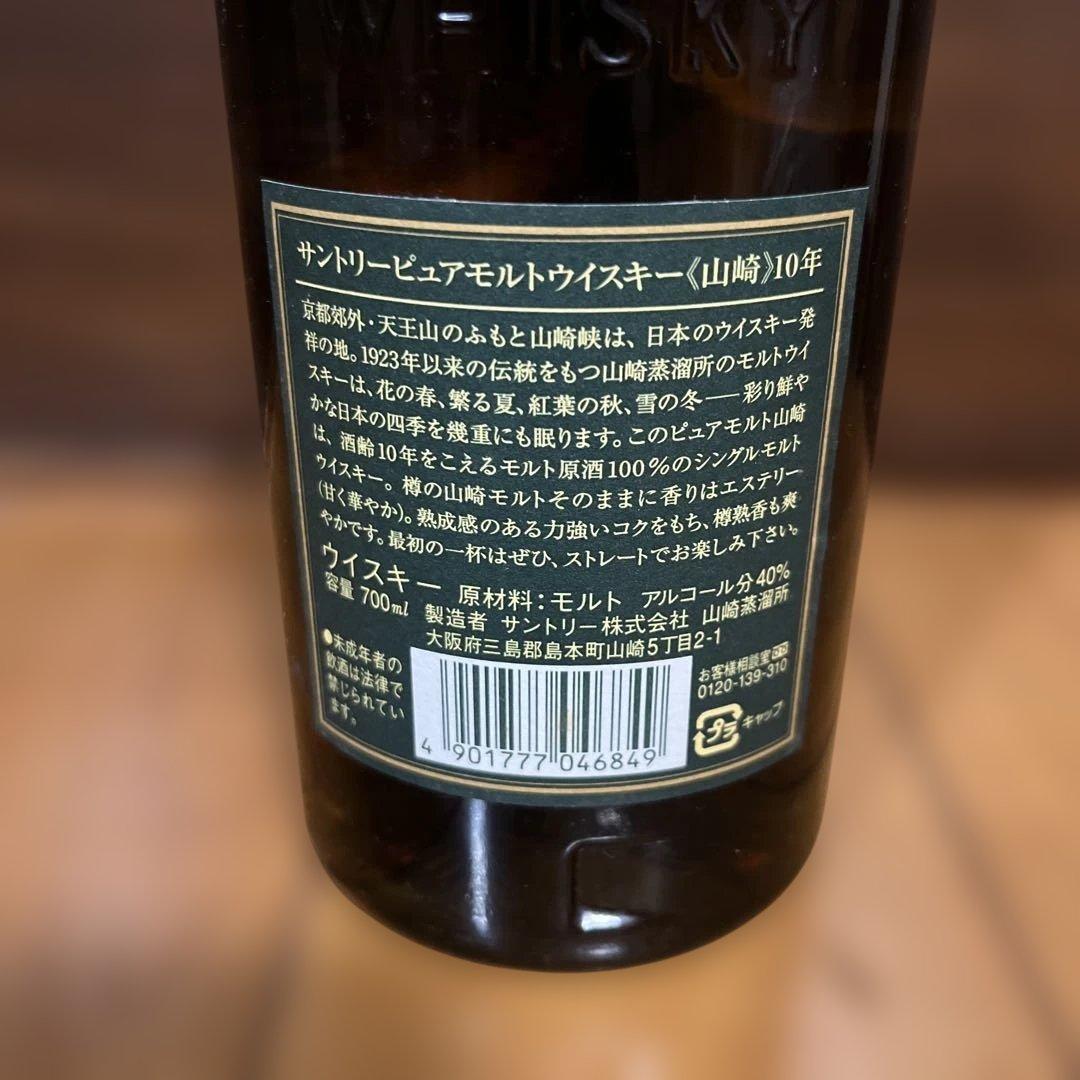 WHISKY
サントリーピュアモルトウイスキー《山崎》10年
京都郊外・天王山のふもと山崎峡は、日本のウイスキー発
祥の地。1923年以来の伝統をもつ山崎蒸溜所のモルトウイ
スキーは、花の春、繁る夏、紅葉の秋、雪の冬──彩り鮮や
かな日本の四季を幾重にも眠ります。このピュアモルト山崎
は、酒齢10年をこえるモルト原酒100%のシングルモルト
ウイスキー。樽の山崎モルトそのままに香りはエステリー
(甘く華やか)。熟成感のある力強いコクをもち、樽熟香も爽
やかです。最初の一杯はぜひ、ストレートでお楽しみ下さい。
ウイスキー 原材料:モルト アルコール分40%
容量 700ml 製造者 サントリー株式会社 山崎蒸溜所
大阪府三島郡島本町山崎5丁目2-1
●未成年者の
飲酒は法律で
禁じられてい
ます。
4 901777 046849
お客様相談室
0120-139-310
プラ キャップ